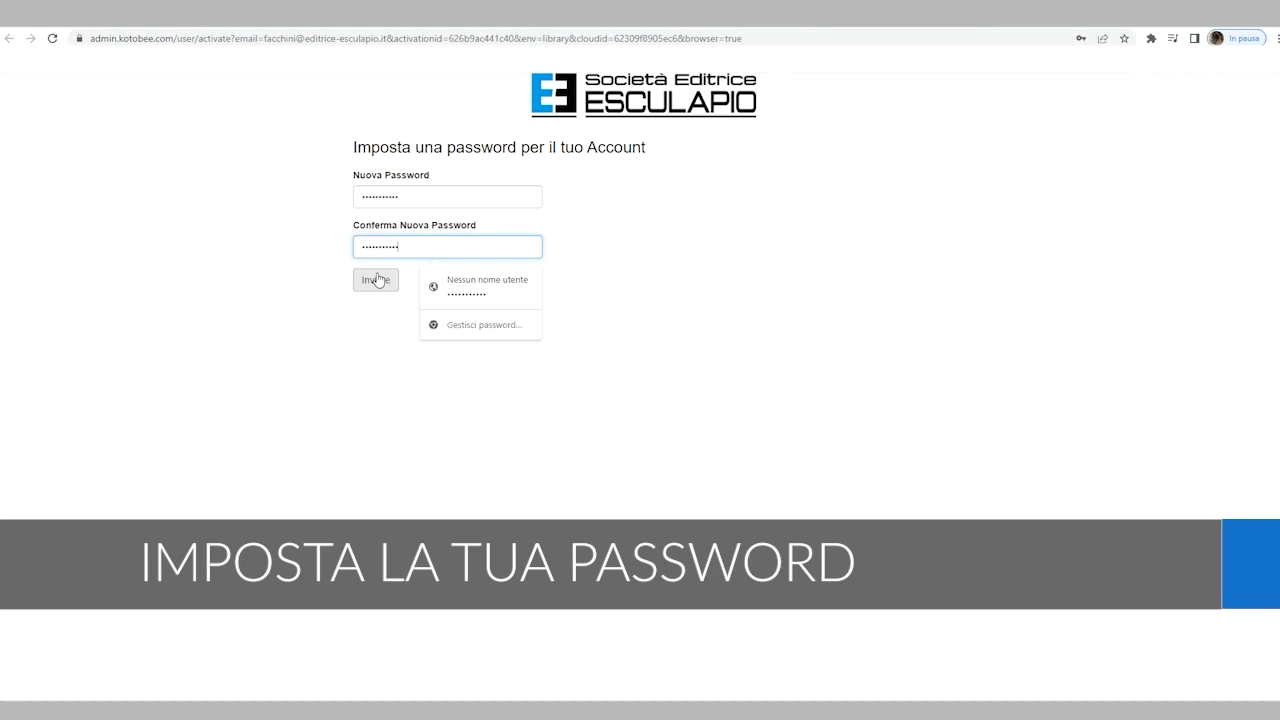 admin.kotobee.com/user/activate?email=facchini@editrice-esculapio.it&activationid=626b9ac441c40&env=library&cloudid=62309f8905ec6&browser=true
In pausa
Società Editrice
ESCULAPIO
Imposta una password per il tuo Account
Nuova Password
•••••••••••
Conferma Nuova Password
•••••••••••
Nessun nome utente
•••••••••••
Gestisci password...
IMPOSTA LA TUA PASSWORD